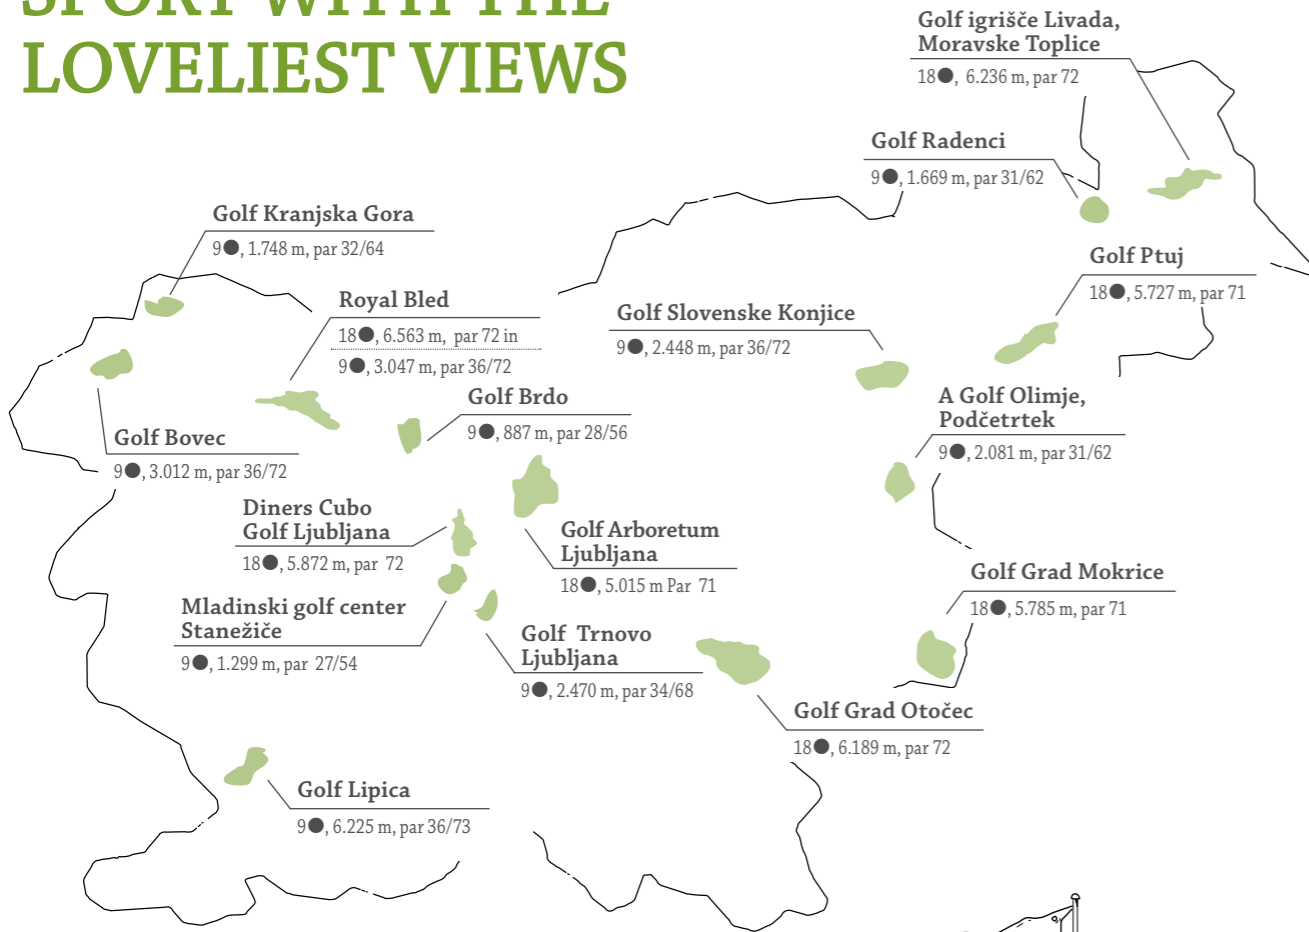 SPORT WITH THE
LOVELIEST VIEWS
Golf igrišče Livada,
Moravske Toplice
18●, 6.236 m, par 72
Golf Radenci
9●, 1.669 m, par 31/62
Golf Kranjska Gora
9●, 1.748 m, par 32/64
Golf Ptuj
18●, 5.727 m, par 71
Royal Bled
18●, 6.563 m, par 72 in
9●, 3.047 m, par 36/72
Golf Slovenske Konjice
9●, 2.448 m, par 36/72
Golf Brdo
9●, 887 m, par 28/56
A Golf Olimje,
Podčetrtek
9●, 2.081 m, par 31/62
Golf Bovec
9●, 3.012 m, par 36/72
Diners Cubo
Golf Ljubljana
18●, 5.872 m, par 72
Golf Arboretum
Ljubljana
18●, 5.015 m Par 71
Golf Grad Mokrice
18●, 5.785 m, par 71
Mladinski golf center
Stanežiče
9●, 1.299 m, par 27/54
Golf Trnovo
Ljubljana
9●, 2.470 m, par 34/68
Golf Grad Otočec
18●, 6.189 m, par 72
Golf Lipica
9●, 6.225 m, par 36/73